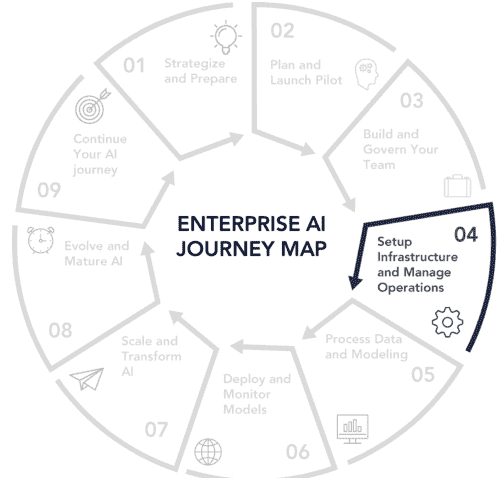 ENTERPRISE AI
JOURNEY MAP
01
Strategize
and Prepare
02
Plan and
Launch Pilot
03
Build and
Govern Your
Team
04
Setup
Infrastructure
and Manage
Operations
Process Data
and Modeling
05
Deploy and
Monitor
Models
06
Scale and
Transform
AI
07
Evolve and
Mature AI
08
Continue
Your AI
journey
09